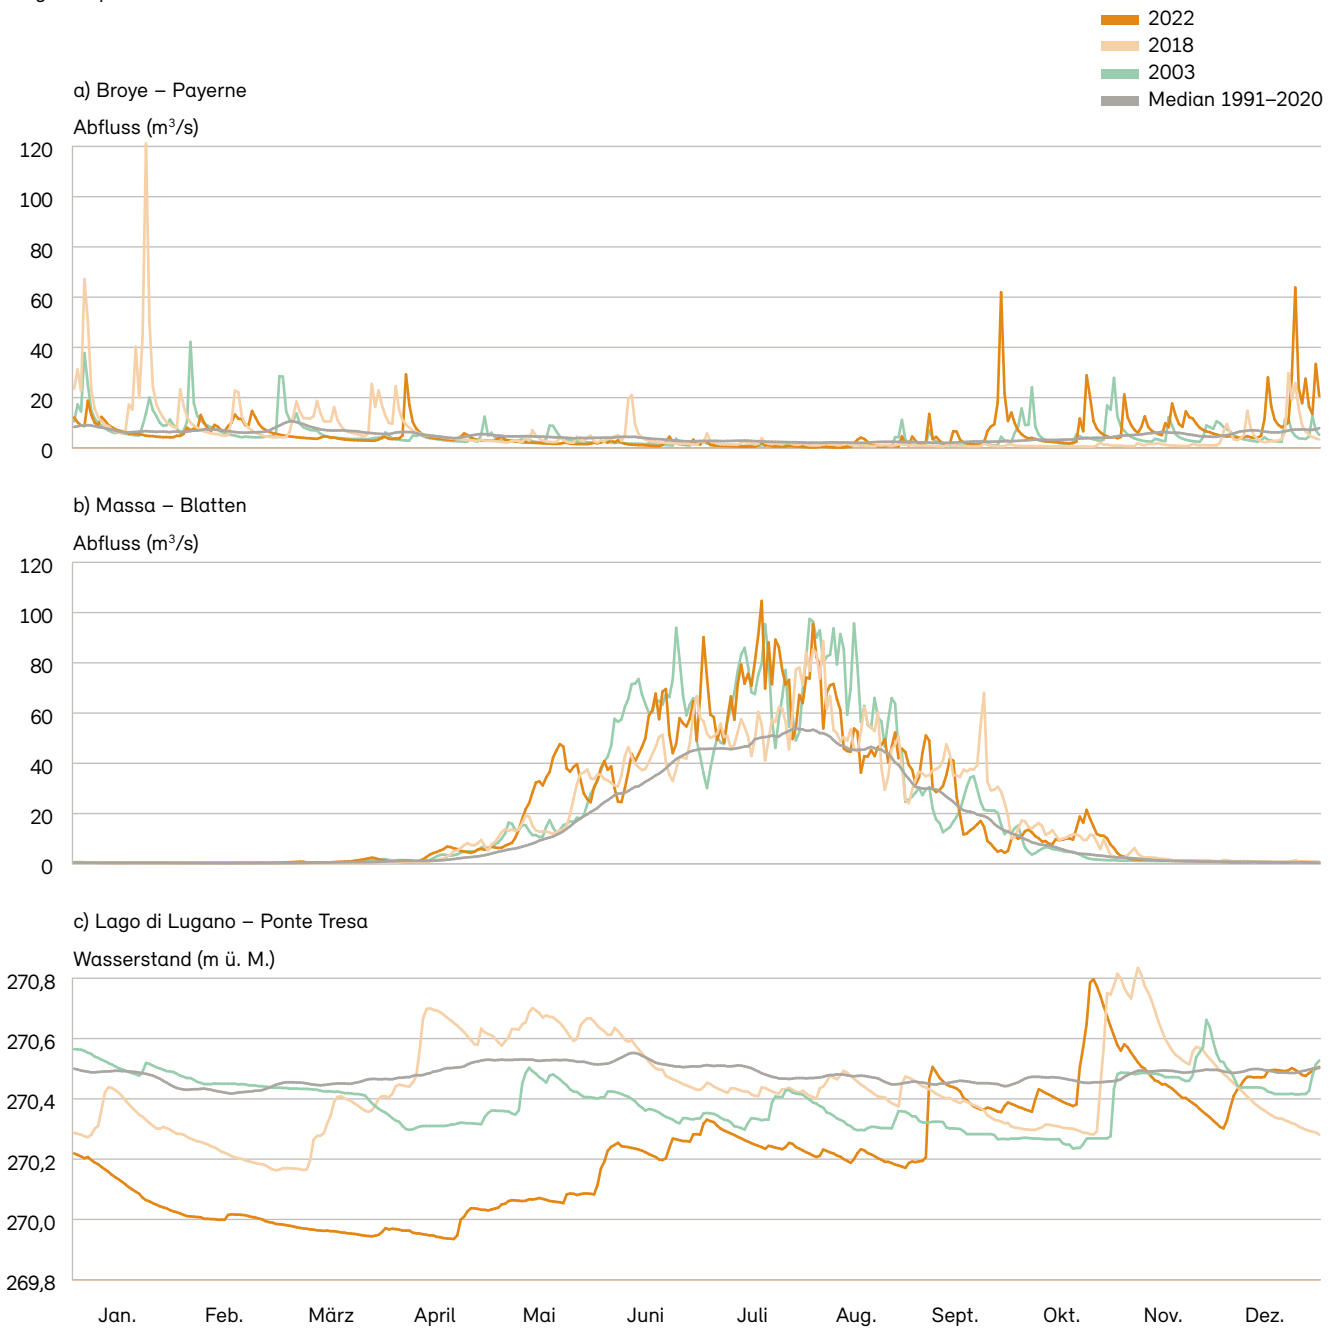 2022
2018
2003
Median 1991–2020
a) Broye – Payerne
Abfluss (m³/s)
120
100
80
60
40
20
0
b) Massa – Blatten
Abfluss (m³/s)
120
100
80
60
40
20
0
c) Lago di Lugano – Ponte Tresa
Wasserstand (m ü. M.)
270,8
270,6
270,4
270,2
270,0
269,8
Jan. Feb. März April Mai Juni Juli Aug. Sept. Okt. Nov. Dez.